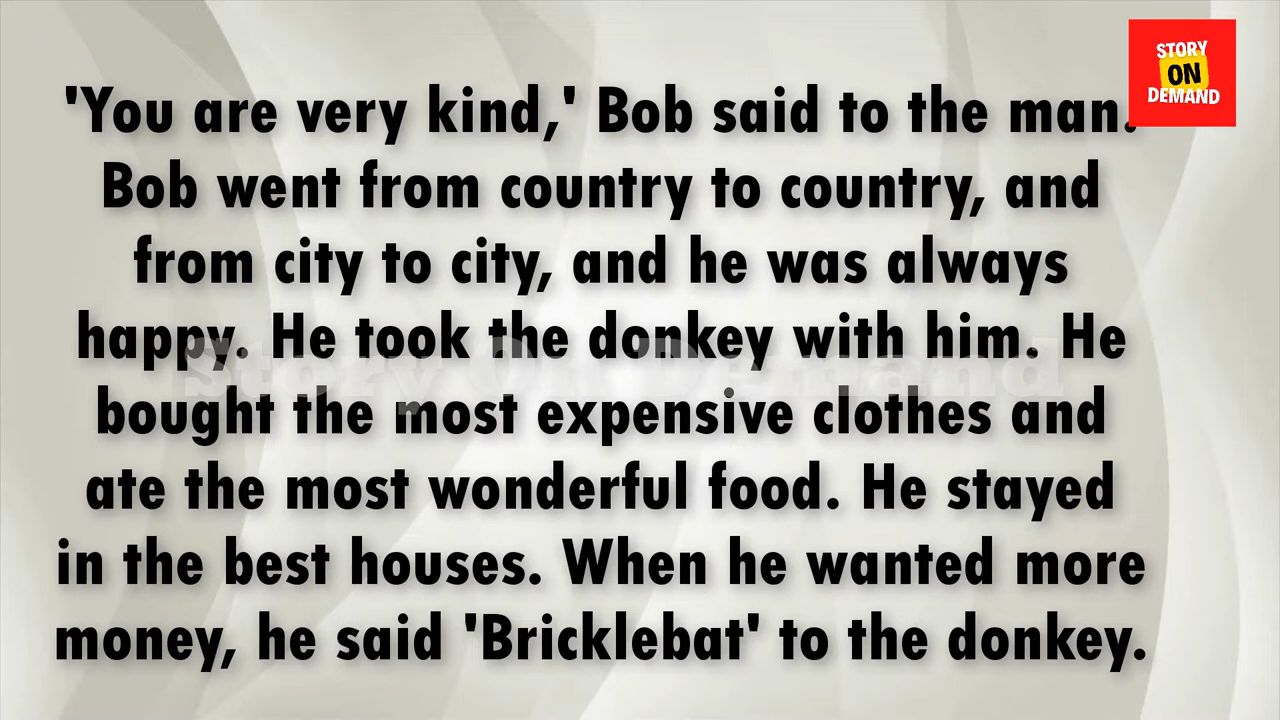 STORY
ON
DEMAND
'You are very kind,' Bob said to the man.
Bob went from country to country, and
from city to city, and he was always
happy. He took the donkey with him. He
Story On Demand
bought the most expensive clothes and
ate the most wonderful food. He stayed
in the best houses. When he wanted more
money, he said 'Bricklebat' to the donkey.